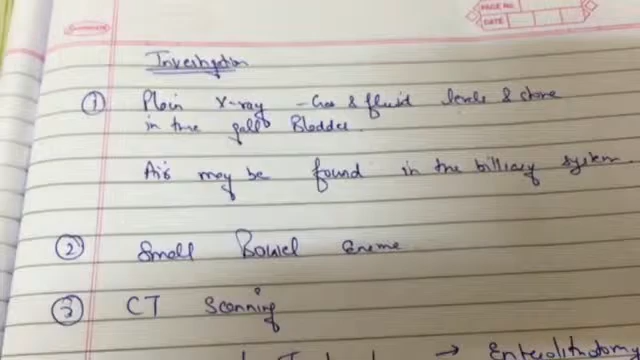 PAGE NO.
DATE
Investigation
① Plain X-ray - Gas & fluid levels & stone
in the gall Bladder.
Air may be found in the billiary system.
② Small Bowel enema
③ CT Scanning
→ Enterolithotomy